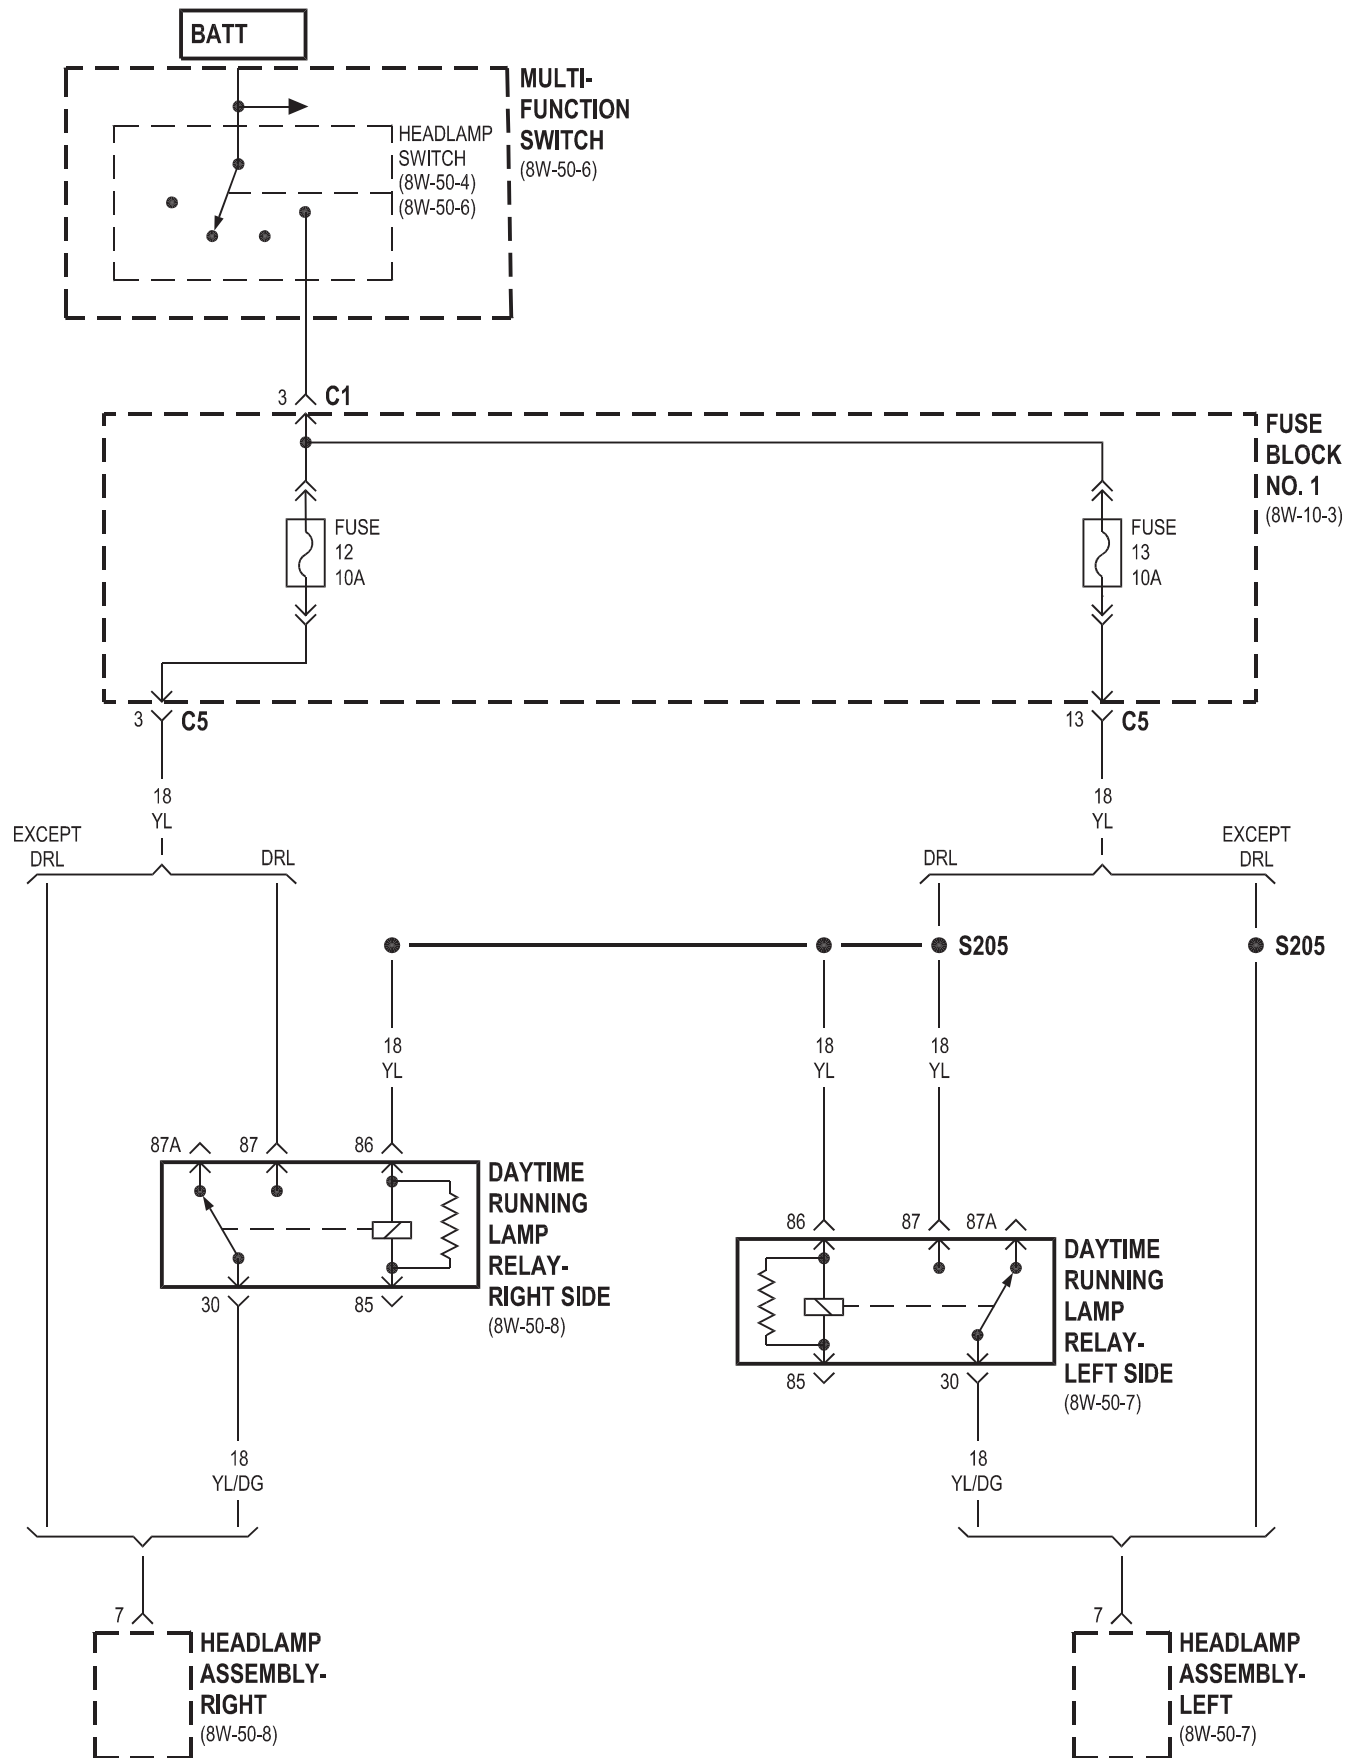 BATT
MULTI-
FUNCTION
SWITCH
(8W-50-6)
HEADLAMP
SWITCH
(8W-50-4)
(8W-50-6)
3 C1
FUSE
BLOCK
NO. 1
(8W-10-3)
FUSE
12
10A
FUSE
13
10A
3 C5
13 C5
18
YL
18
YL
EXCEPT
DRL
DRL
DRL
EXCEPT
DRL
S205
S205
18
YL
18
YL
18
YL
87A 87 86
DAYTIME
RUNNING
LAMP
RELAY-
RIGHT SIDE
(8W-50-8)
30 85
86 87 87A
DAYTIME
RUNNING
LAMP
RELAY-
LEFT SIDE
(8W-50-7)
85 30
18
YL/DG
18
YL/DG
7
HEADLAMP
ASSEMBLY-
RIGHT
(8W-50-8)
7
HEADLAMP
ASSEMBLY-
LEFT
(8W-50-7)